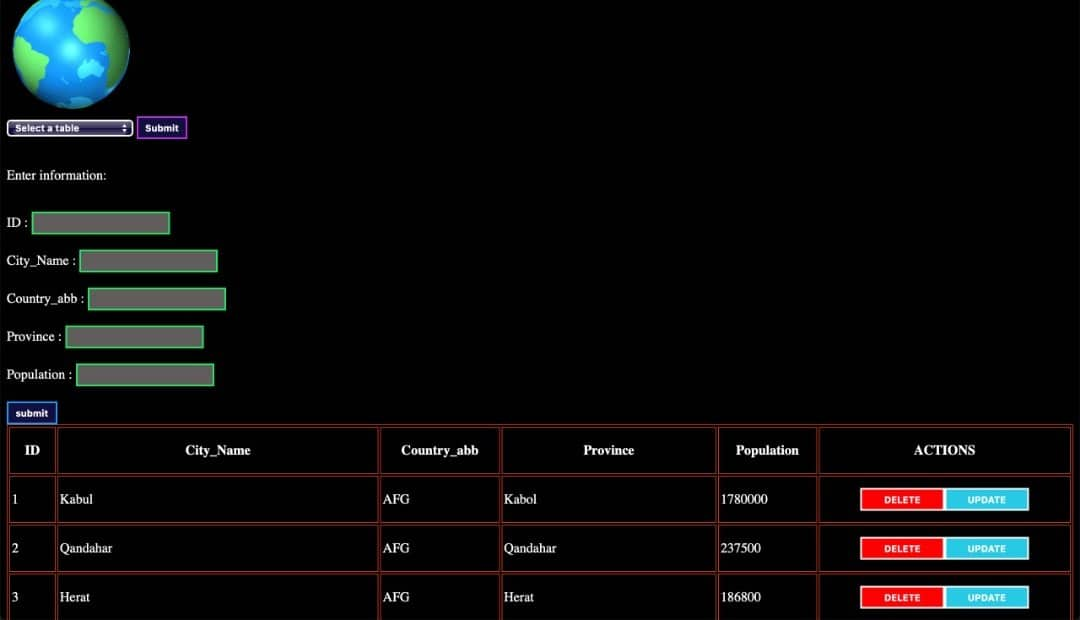 Select a table Submit
Enter information:
ID :
City_Name :
Country_abb :
Province :
Population :
submit
ID City_Name Country_abb Province Population ACTIONS
1 Kabul AFG Kabol 1780000 DELETE UPDATE
2 Qandahar AFG Qandahar 237500 DELETE UPDATE
3 Herat AFG Herat 186800 DELETE UPDATE